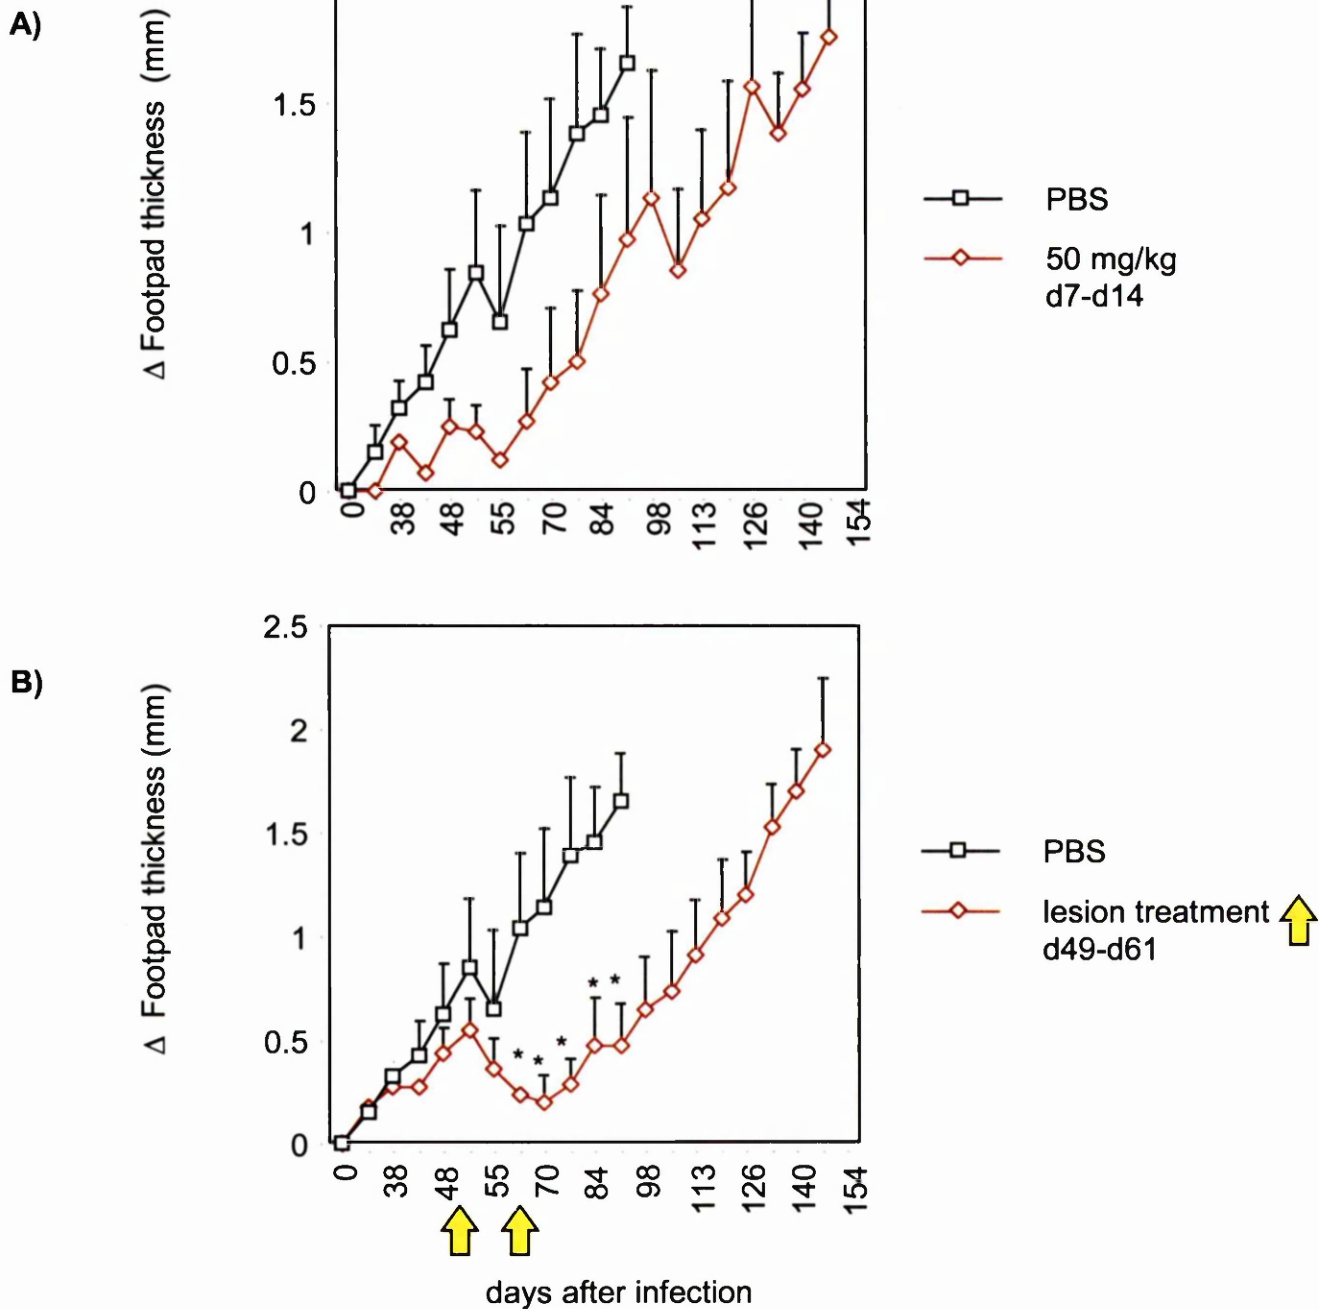 A)
Δ Footpad thickness (mm)
1.5
1
0.5
0
0 38 48 55 70 84 98 113 126 140 154
PBS
50 mg/kg
d7-d14
B)
Δ Footpad thickness (mm)
2.5
2
1.5
1
0.5
0
* * * * *
0 38 48 55 70 84 98 113 126 140 154
PBS
lesion treatment
d49-d61
days after infection